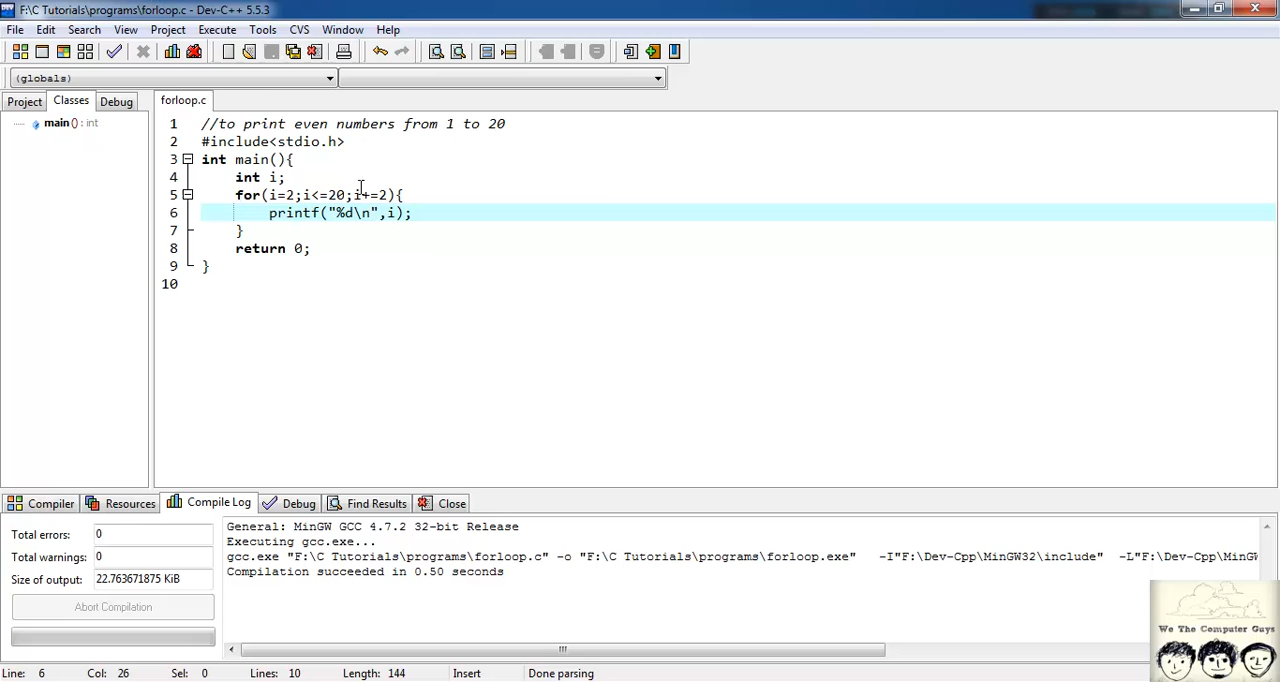 F:\C Tutorials\programs\forloop.c - Dev-C++ 5.5.3
File Edit Search View Project Execute Tools CVS Window Help
(globals)
Project Classes Debug forloop.c
main () : int
1 //to print even numbers from 1 to 20
2 #include<stdio.h>
3 int main(){
4 int i;
5 for(i=2;i<=20;i+=2){
6 printf("%d\n",i);
7 }
8 return 0;
9 }
10
Compiler Resources Compile Log Debug Find Results Close
Total errors: 0
Total warnings: 0
Size of output: 22.763671875 KiB
Abort Compilation
General: MinGW GCC 4.7.2 32-bit Release
Executing gcc.exe...
gcc.exe "F:\C Tutorials\programs\forloop.c" -o "F:\C Tutorials\programs\forloop.exe" -I"F:\Dev-Cpp\MinGW32\include" -L"F:\Dev-Cpp\MinGW
Compilation succeeded in 0.50 seconds
We The Computer Guys
Line: 6 Col: 26 Sel: 0 Lines: 10 Length: 144 Insert Done parsing